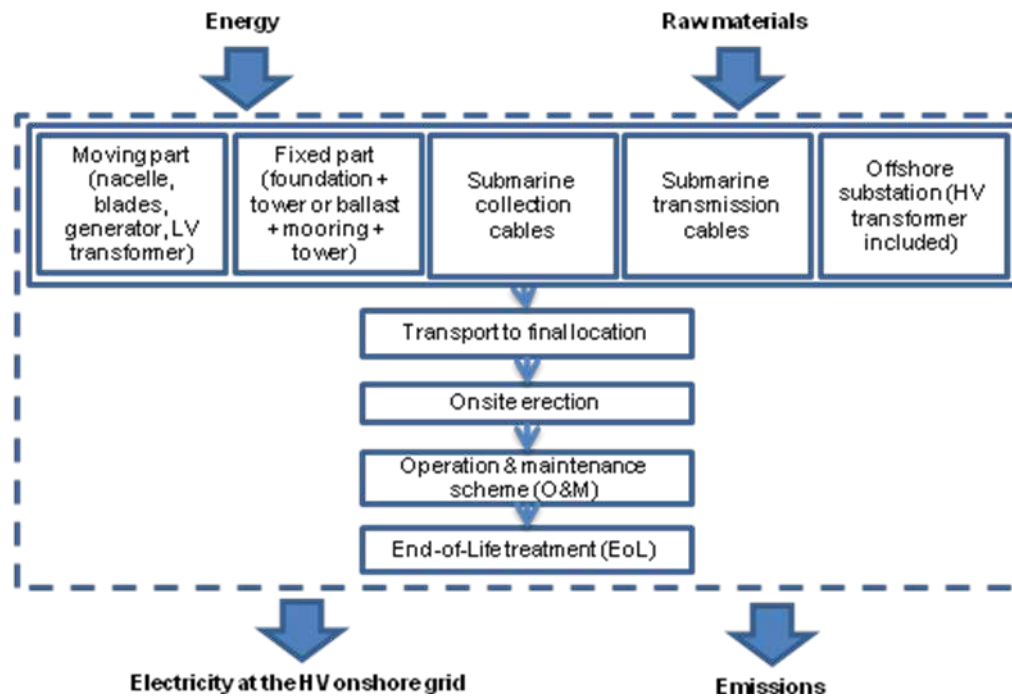 Energy
Raw materials
Moving part
(nacelle,
blades,
generator, LV
transformer)
Fixed part
(foundation +
tower or ballast
+ mooring +
tower)
Submarine
collection
cables
Submarine
transmission
cables
Offshore
substation (HV
transformer
included)
Transport to final location
Onsite erection
Operation & maintenance
scheme (O&M)
End-of-Life treatment (EoL)
Electricity at the HV onshore grid
Emissions